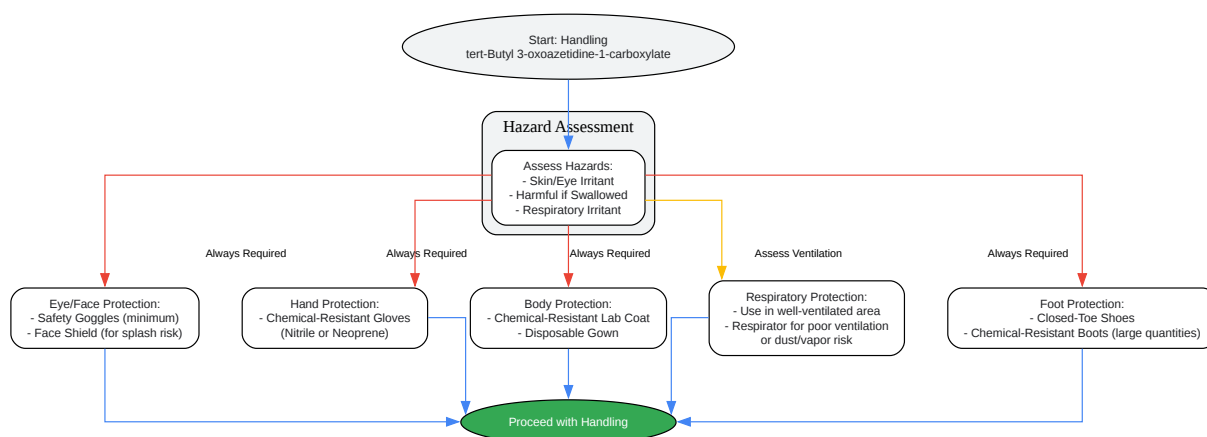 Start: Handling
tert-Butyl 3-oxoazetidine-1-carboxylate
Hazard Assessment
Assess Hazards:
- Skin/Eye Irritant
- Harmful if Swallowed
- Respiratory Irritant
Always Required
Always Required
Always Required
Assess Ventilation
Always Required
Eye/Face Protection:
- Safety Goggles (minimum)
- Face Shield (for splash risk)
Hand Protection:
- Chemical-Resistant Gloves
(Nitrile or Neoprene)
Body Protection:
- Chemical-Resistant Lab Coat
- Disposable Gown
Respiratory Protection:
- Use in well-ventilated area
- Respirator for poor ventilation
or dust/vapor risk
Foot Protection:
- Closed-Toe Shoes
- Chemical-Resistant Boots (large quantities)
Proceed with Handling